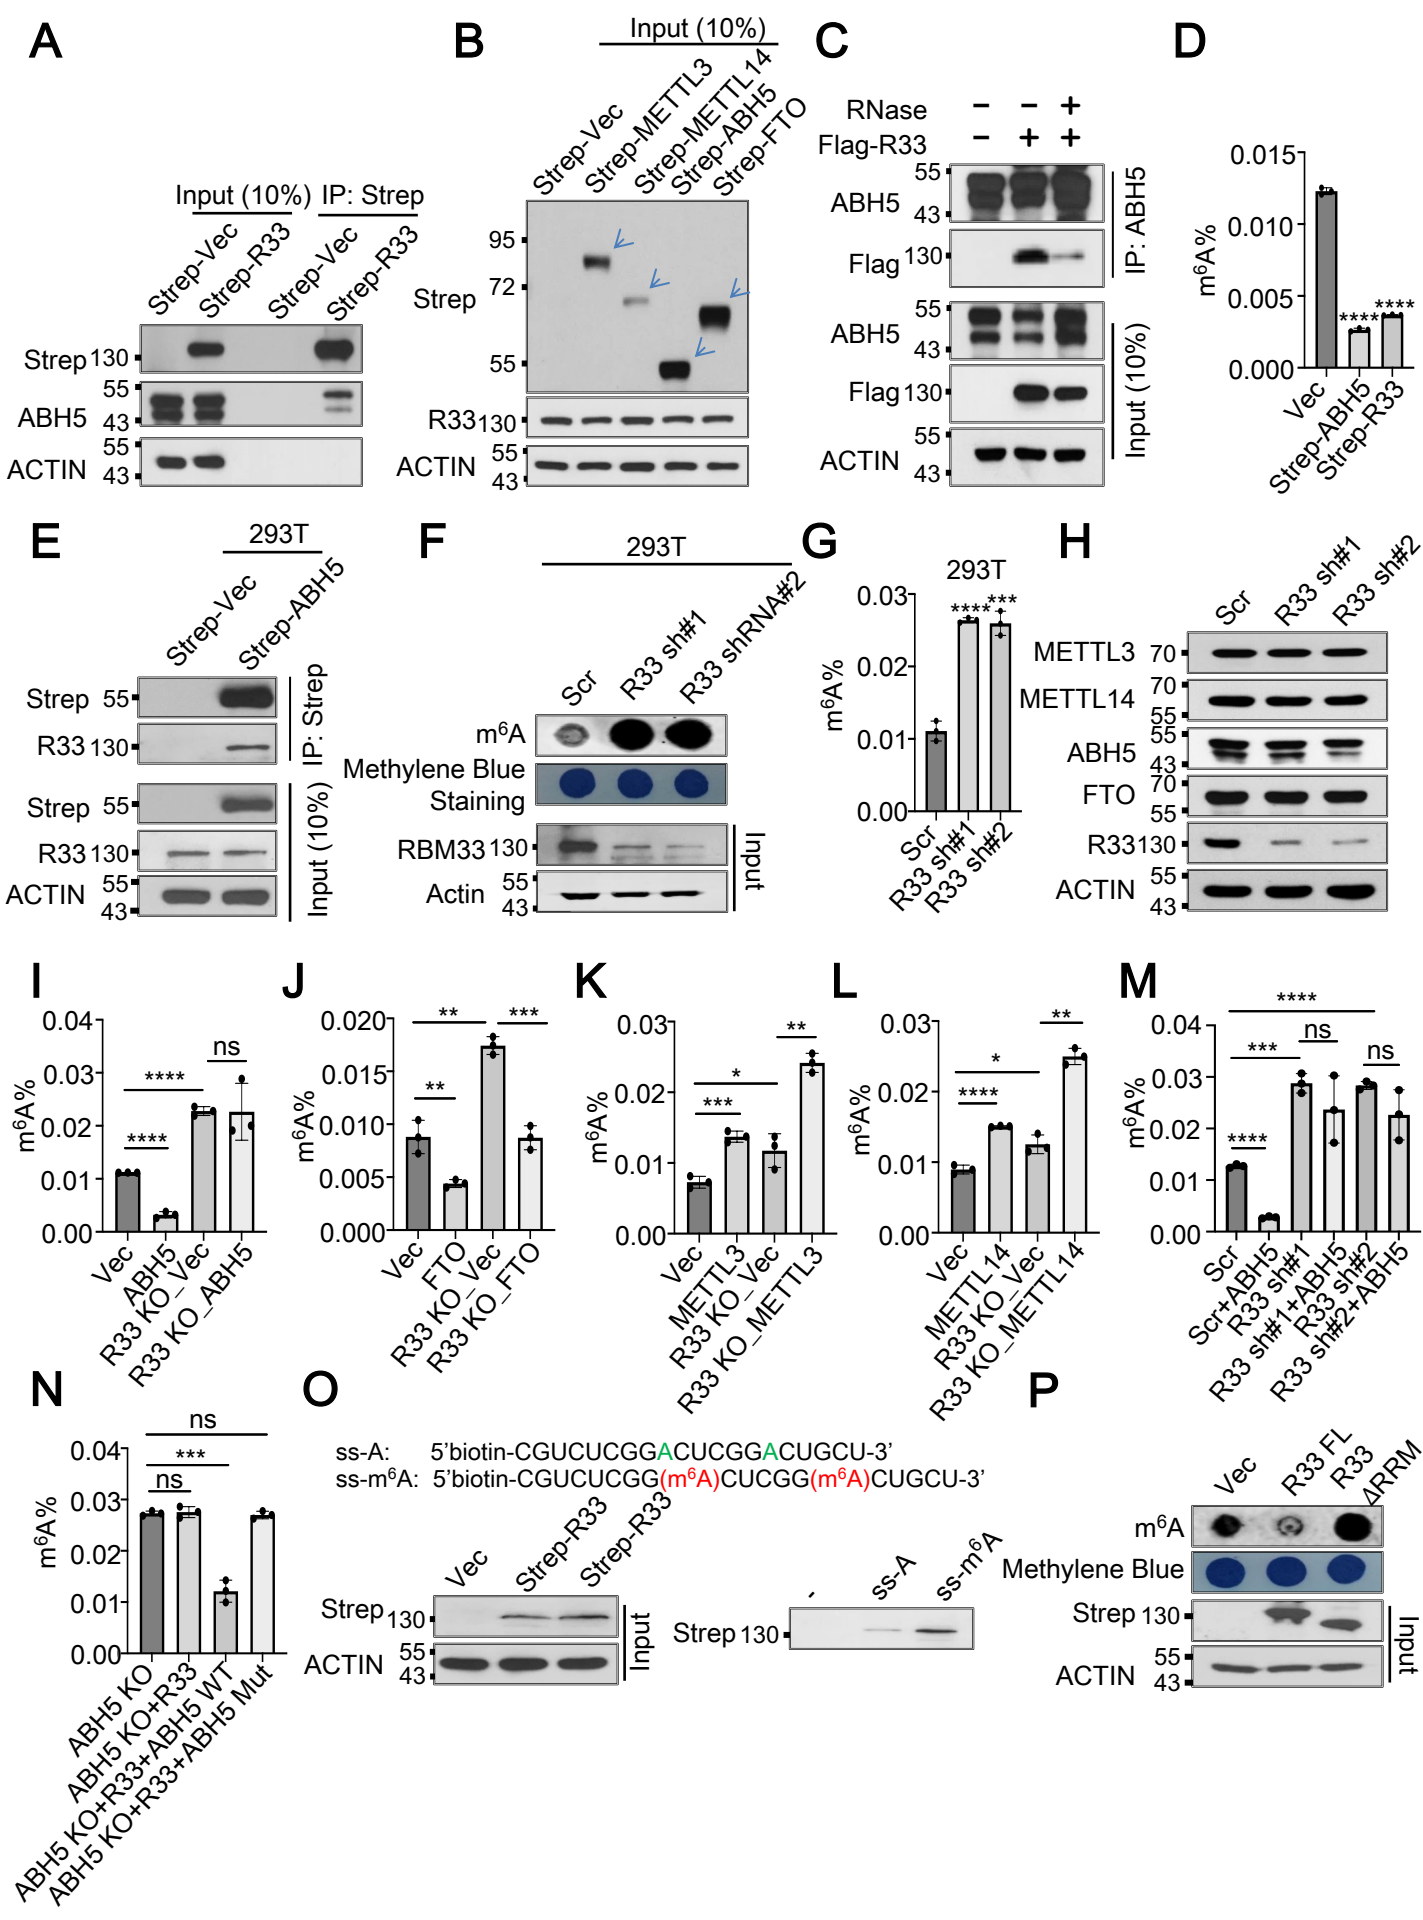 A
Input (10%)
IP: Strep
Strep-Vec
Strep-R33
Strep-Vec
Strep-R33
Strep 130
ABH5
55
43
ACTIN
55
43
B
Input (10%)
Strep-Vec
Strep-METTL3
Strep-METTL14
Strep-ABH5
Strep-FTO
95
72
Strep
55
R33 130
ACTIN
55
43
C
RNase - - +
Flag-R33 - + +
55
ABH5
43
Flag 130
IP: ABH5
55
ABH5
43
Flag 130
55
ACTIN
43
Input (10%)
D
m⁶A%
0.015
0.010
0.005
0.000
****
****
Vec
Strep-ABH5
Strep-R33
E
293T
Strep-Vec
Strep-ABH5
Strep 55
R33 130
IP: Strep
Strep 55
R33 130
55
ACTIN
43
Input (10%)
F
293T
Scr
R33 sh#1
R33 shRNA#2
m⁶A
Methylene Blue
Staining
RBM33 130
55
Actin
43
Input
G
293T
m⁶A%
0.03
0.02
0.01
0.00
****
***
Scr
R33 sh#1
R33 sh#2
H
Scr
R33 sh#1
R33 sh#2
METTL3 70
METTL14
70
55
ABH5
55
43
FTO
70
55
R33 130
ACTIN
55
43
I
m⁶A%
0.04
0.03
0.02
0.01
0.00
****
****
ns
Vec
ABH5
R33 KO_Vec
R33 KO_ABH5
J
m⁶A%
0.020
0.015
0.010
0.005
0.000
**
***
**
Vec
FTO
R33 KO_Vec
R33 KO_FTO
K
m⁶A%
0.03
0.02
0.01
0.00
**
*
***
Vec
METTL3
R33 KO_Vec
R33 KO_METTL3
L
m⁶A%
0.03
0.02
0.01
0.00
**
*
****
Vec
METTL14
R33 KO_Vec
R33 KO_METTL14
M
m⁶A%
0.04
0.03
0.02
0.01
0.00
****
***
ns
ns
****
Scr
Scr+ABH5
R33 sh#1
R33 sh#1+ABH5
R33 sh#2
R33 sh#2+ABH5
N
m⁶A%
0.04
0.03
0.02
0.01
0.00
ns
***
ns
ABH5 KO
ABH5 KO+R33
ABH5 KO+R33+ABH5 WT
ABH5 KO+R33+ABH5 Mut
O
ss-A: 5’biotin-CGUCUCGGACUCGGACUGCU-3’
ss-m⁶A: 5’biotin-CGUCUCGG(m⁶A)CUCGG(m⁶A)CUGCU-3’
Vec
Strep-R33
Strep-R33
Strep 130
ACTIN
55
43
Input
-
ss-A
ss-m⁶A
Strep 130
P
Vec
R33 FL
R33
ΔRRM
m⁶A
Methylene Blue
Strep 130
ACTIN
55
43
Input